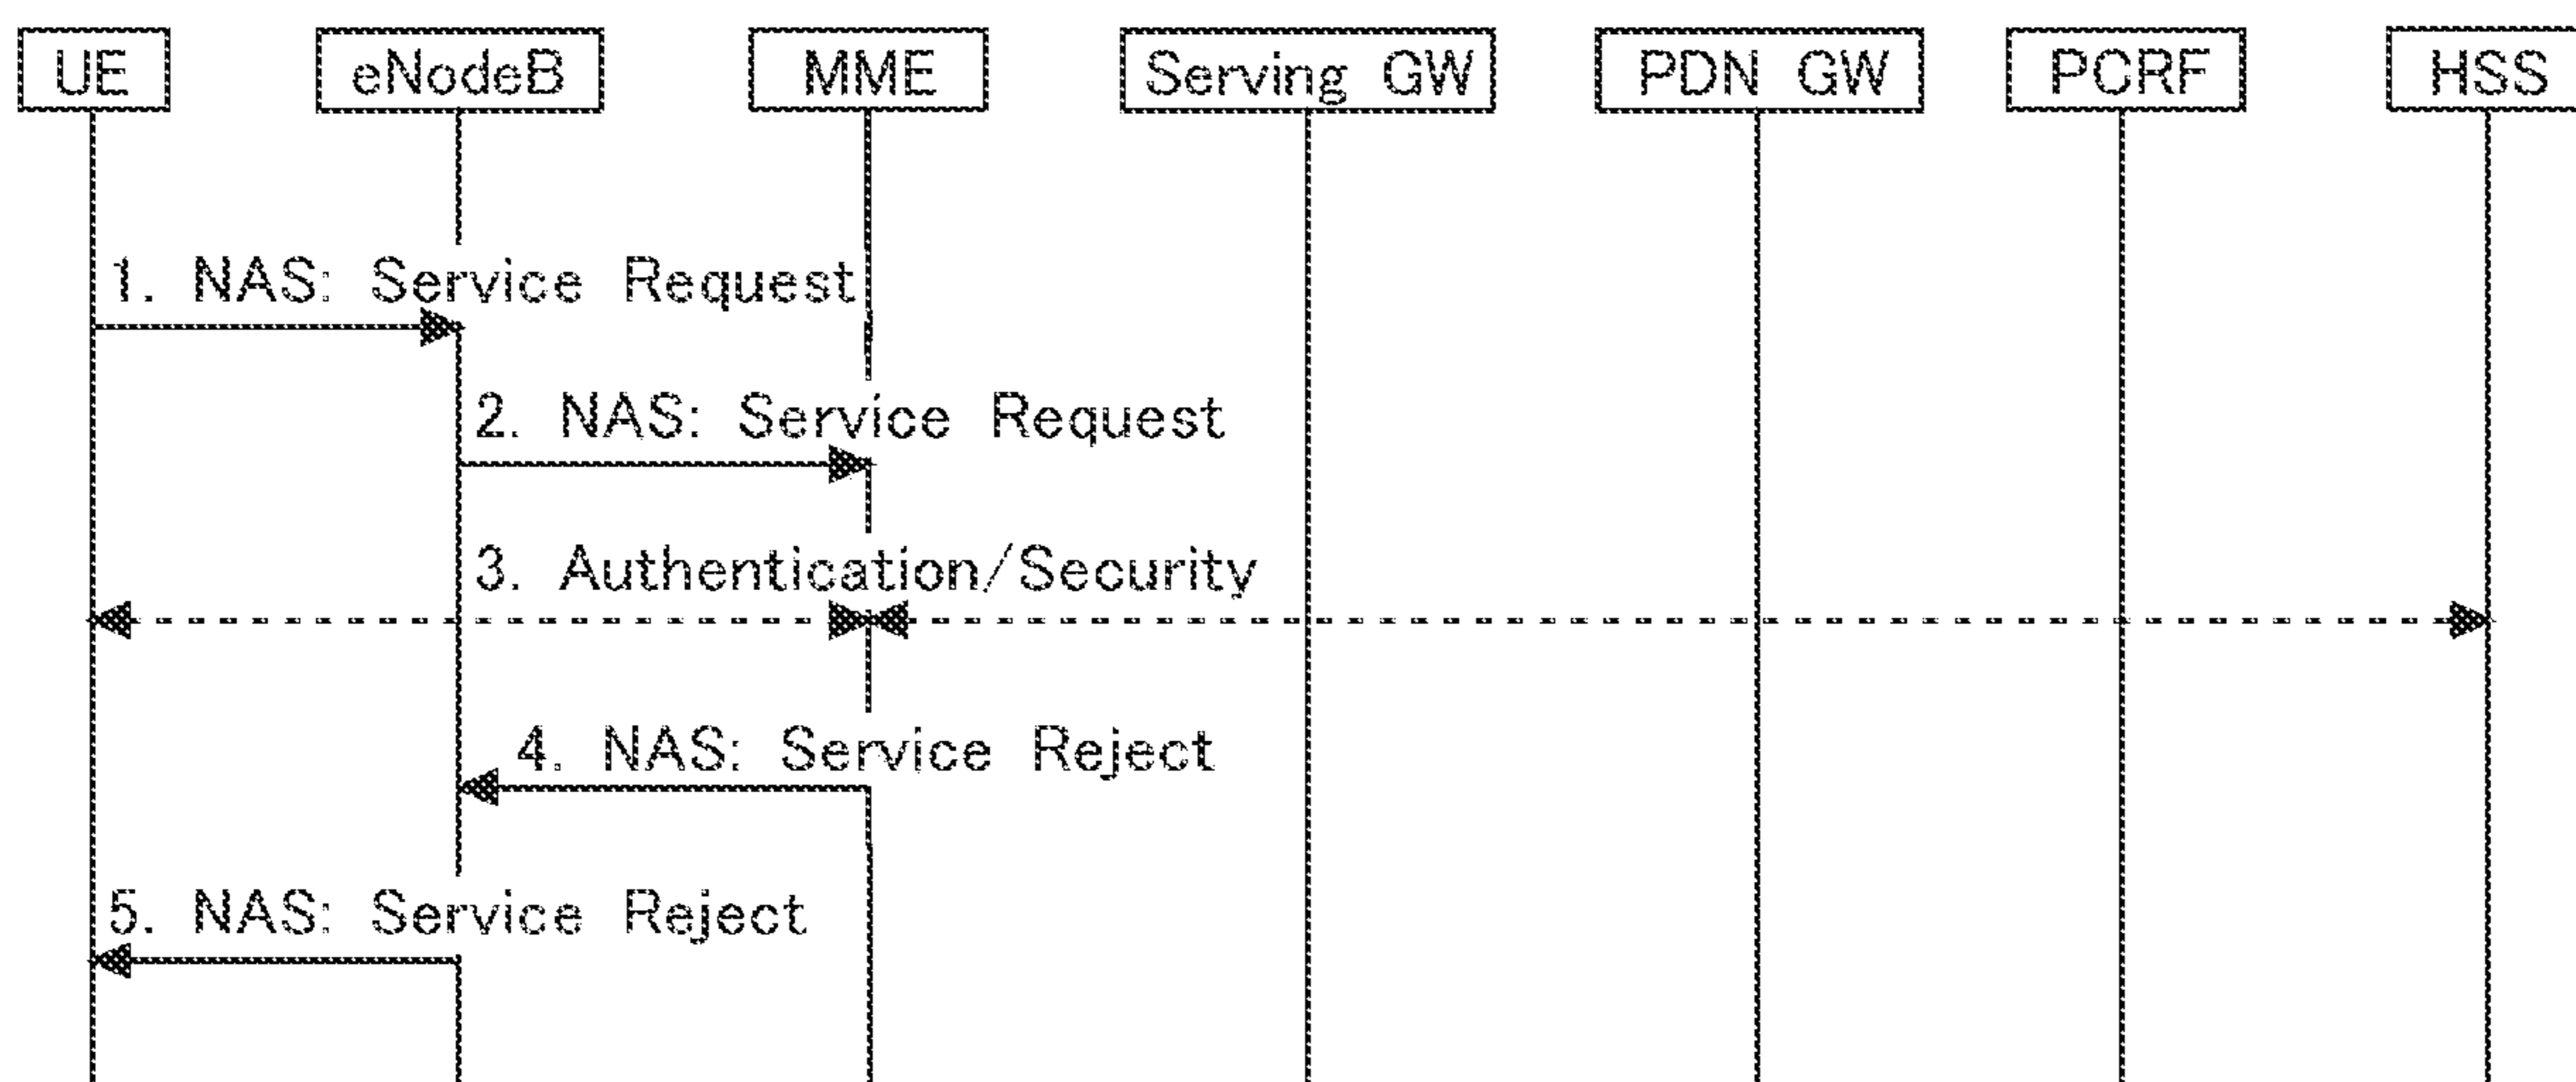 UE eNodeB MME Serving GW PDN GW PCRF HSS
1. NAS: Service Request
2. NAS: Service Request
3. Authentication/Security
4. NAS: Service Reject
5. NAS: Service Reject